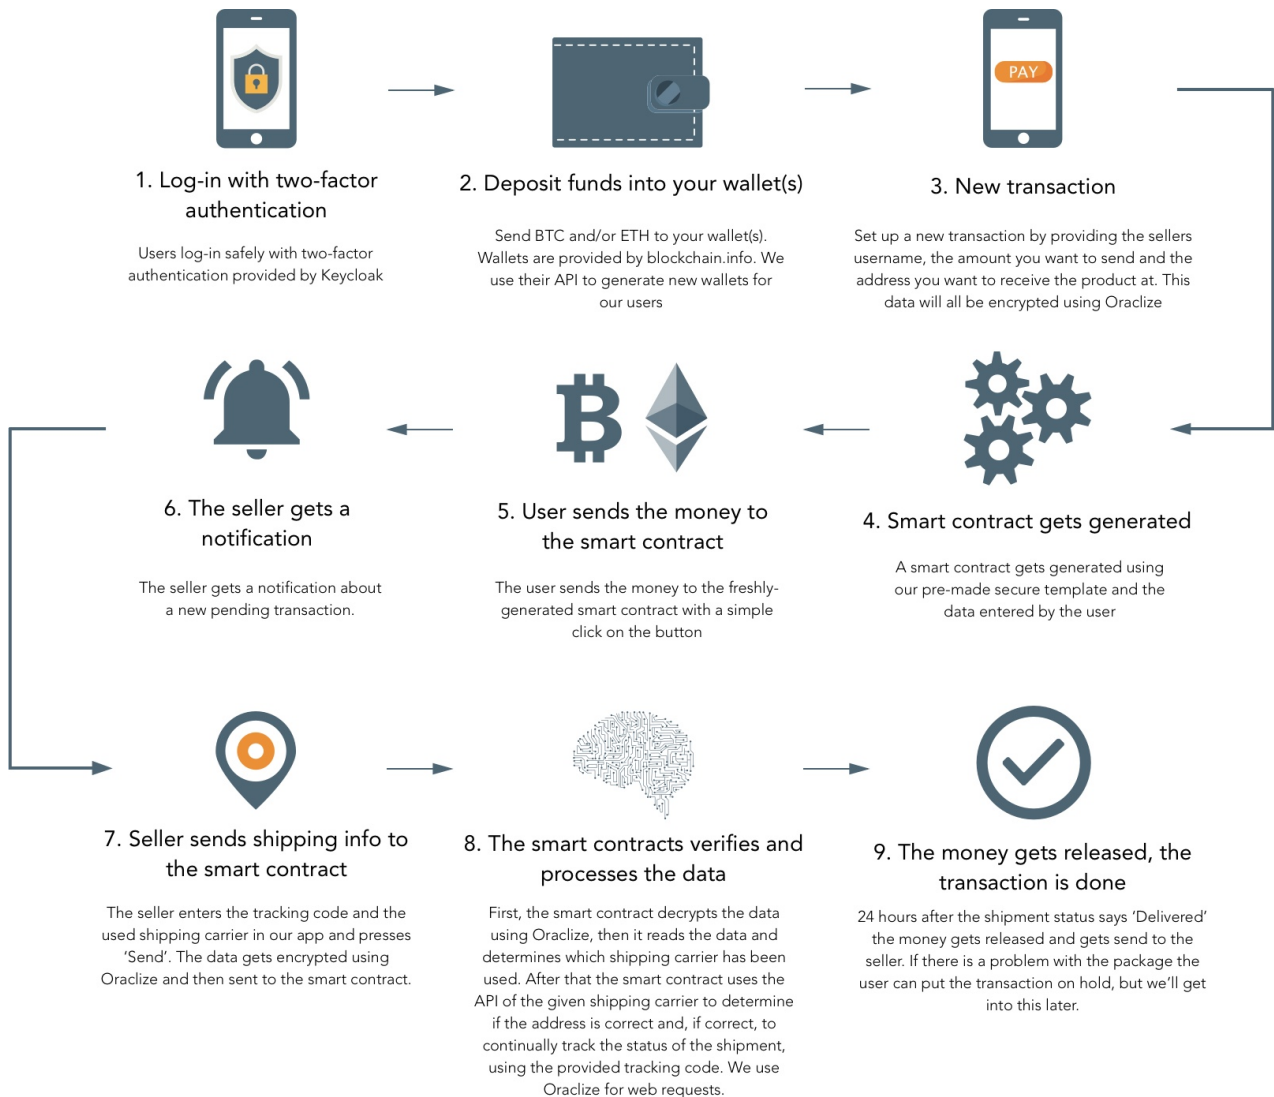 PAY
1. Log-in with two-factor
authentication
Users log-in safely with two-factor
authentication provided by Keycloak
2. Deposit funds into your wallet(s)
Send BTC and/or ETH to your wallet(s).
Wallets are provided by blockchain.info. We
use their API to generate new wallets for
our users
3. New transaction
Set up a new transaction by providing the sellers
username, the amount you want to send and the
address you want to receive the product at. This
data will all be encrypted using Oraclize
4. Smart contract gets generated
A smart contract gets generated using
our pre-made secure template and the
data entered by the user
5. User sends the money to
the smart contract
The user sends the money to the freshly-
generated smart contract with a simple
click on the button
6. The seller gets a
notification
The seller gets a notification about
a new pending transaction.
7. Seller sends shipping info to
the smart contract
The seller enters the tracking code and the
used shipping carrier in our app and presses
‘Send’. The data gets encrypted using
Oraclize and then sent to the smart contract.
8. The smart contracts verifies and
processes the data
First, the smart contract decrypts the data
using Oraclize, then it reads the data and
determines which shipping carrier has been
used. After that the smart contract uses the
API of the given shipping carrier to determine
if the address is correct and, if correct, to
continually track the status of the shipment,
using the provided tracking code. We use
Oraclize for web requests.
9. The money gets released, the
transaction is done
24 hours after the shipment status says ‘Delivered’
the money gets released and gets send to the
seller. If there is a problem with the package the
user can put the transaction on hold, but we’ll get
into this later.